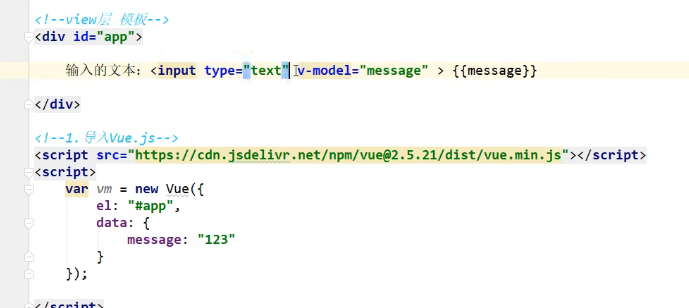 <!--view层 模板-->
<div id="app">
输入的文本：<input type="text" v-model="message" > {{message}}
</div>
<!--1.导入Vue.js-->
<script src="https://cdn.jsdelivr.net/npm/vue@2.5.21/dist/vue.min.js"></script>
<script>
var vm = new Vue({
el: "#app",
data: {
message: "123"
}
});
</script>